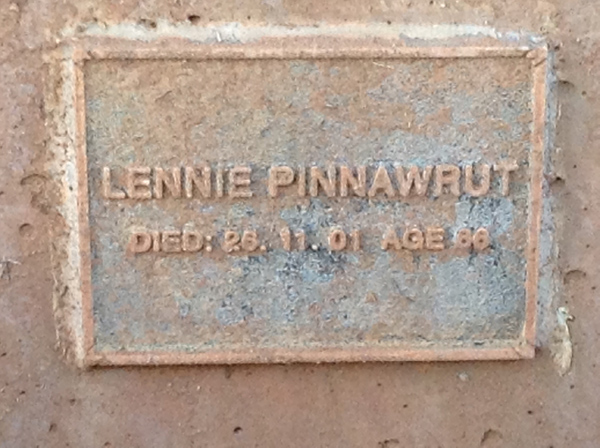 LENNIE PINNAWRUT
DIED: 26. 11. 01 AGE 66